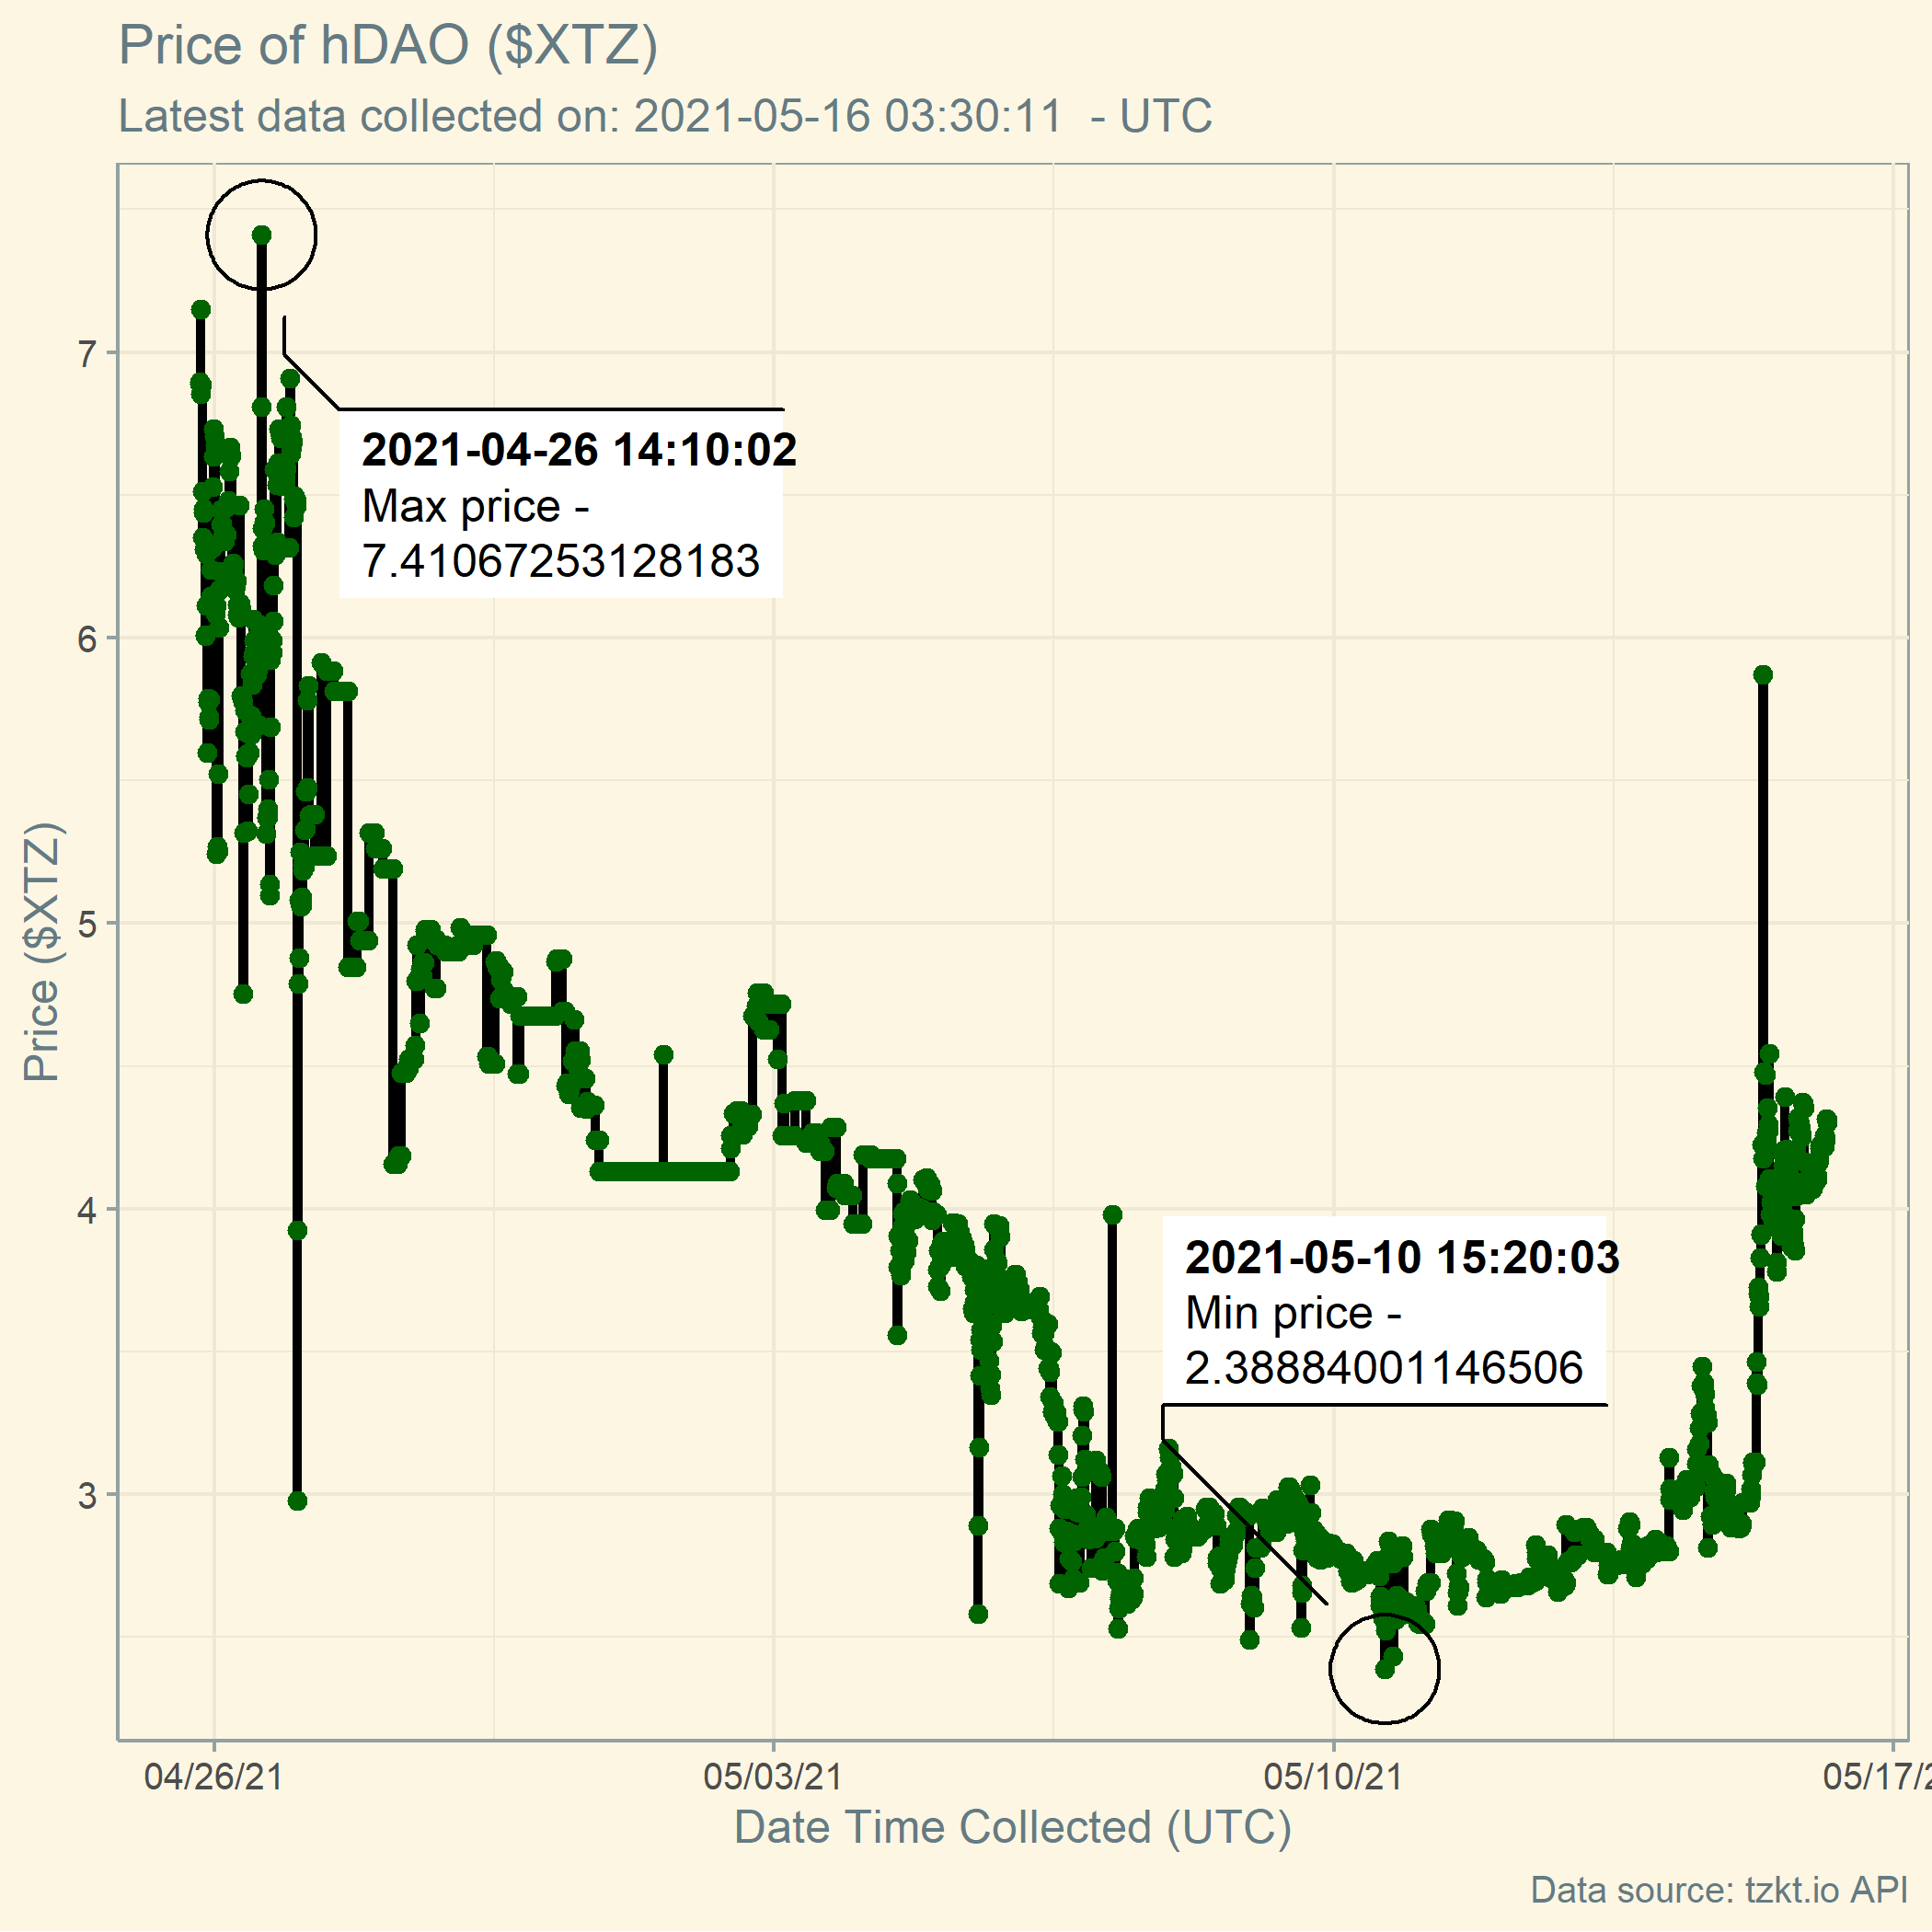 Price of hDAO ($XTZ)
Latest data collected on: 2021-05-16 03:30:11  - UTC
7
6
5
4
3
Price ($XTZ)
2021-04-26 14:10:02
Max price -
7.41067253128183
2021-05-10 15:20:03
Min price -
2.38884001146506
04/26/21
05/03/21
05/10/21
05/17/2
Date Time Collected (UTC)
Data source: tzkt.io API